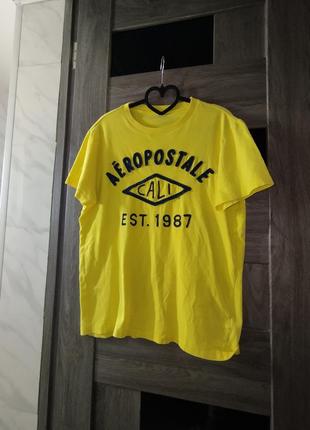 AÉROPOSTALE
CALI
EST. 1987